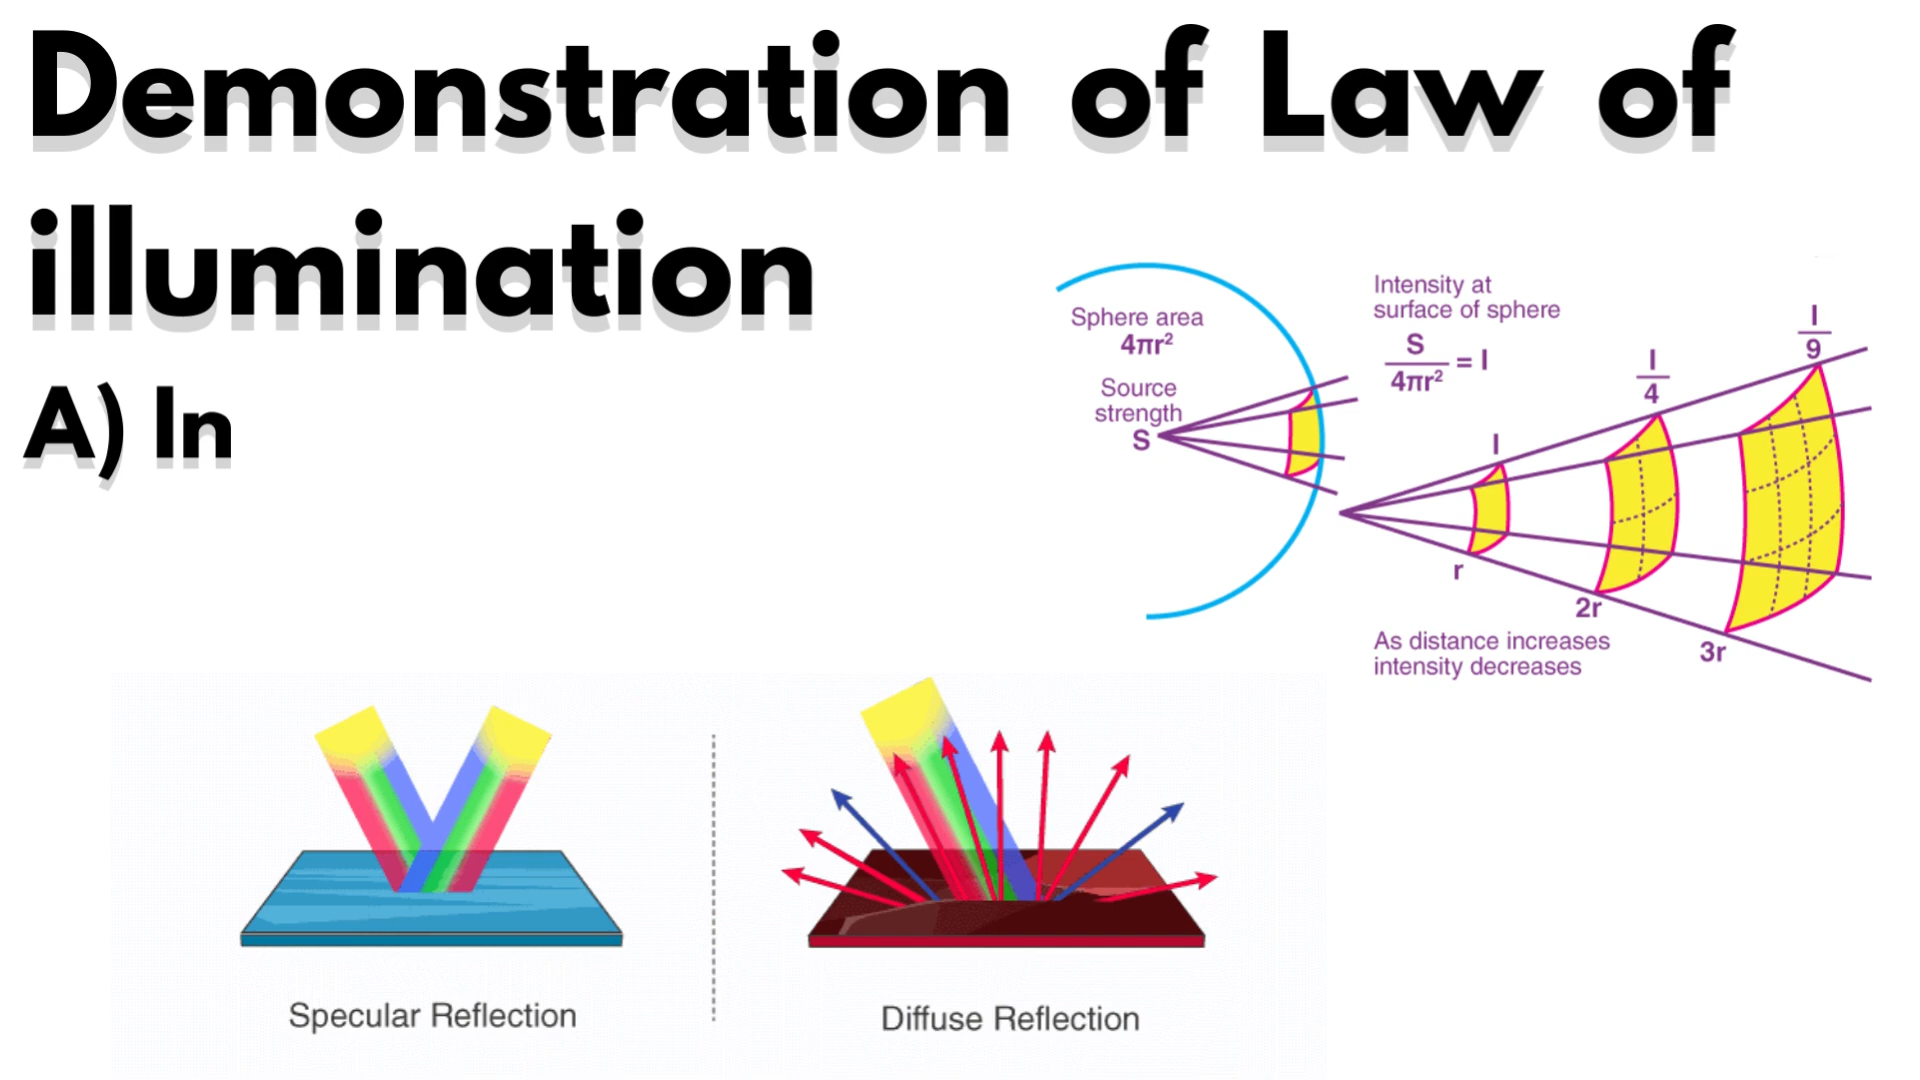 Demonstration of Law of
illumination
A) In
Sphere area
4πr²
Source
strength
S
Intensity at
surface of sphere
S
4πr² = I
I
r
I
4
2r
I
9
3r
As distance increases
intensity decreases
Specular Reflection
Diffuse Reflection